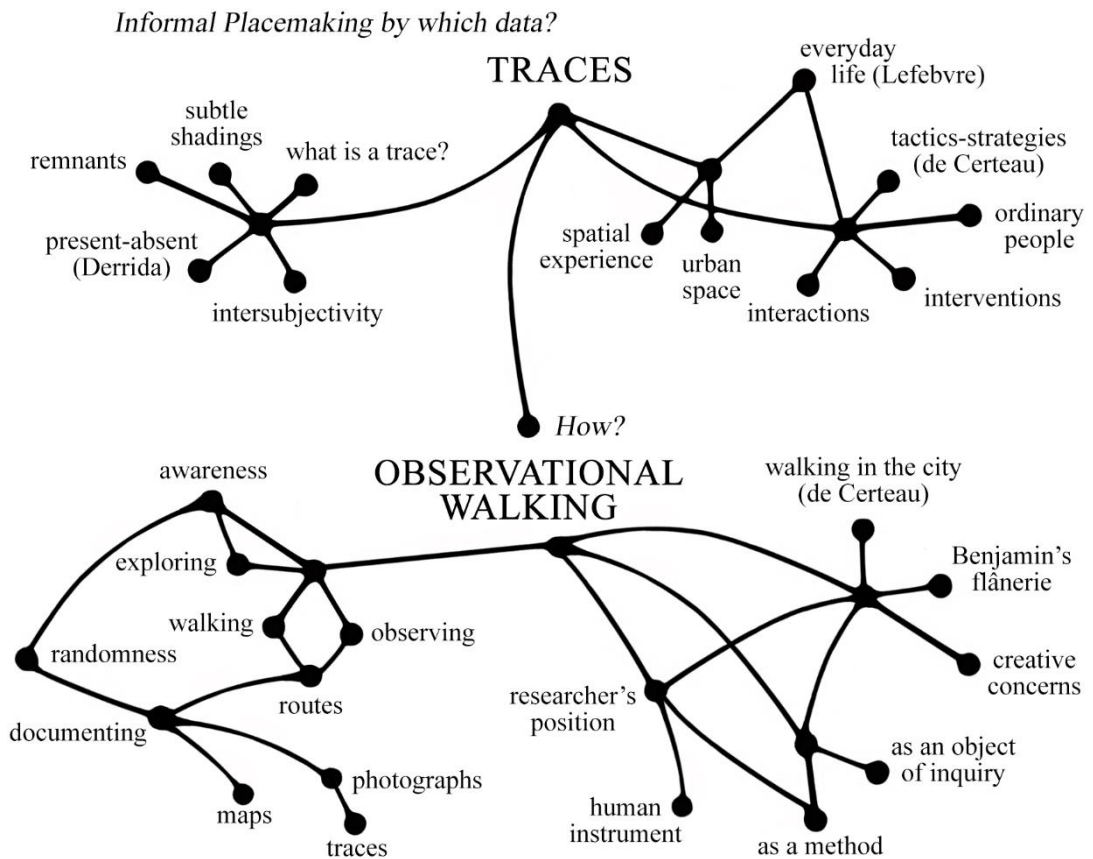 Informal Placemaking by which data?
TRACES
everyday
life (Lefebvre)
subtle
shadings
remnants
what is a trace?
tactics-strategies
(de Certeau)
ordinary
people
present-absent
(Derrida)
spatial
experience
urban
space
intersubjectivity
interactions
interventions
How?
OBSERVATIONAL
WALKING
awareness
walking in the city
(de Certeau)
exploring
Benjamin’s
flânerie
walking
observing
randomness
creative
concerns
routes
researcher’s
position
documenting
as an object
of inquiry
photographs
maps
human
instrument
traces
as a method